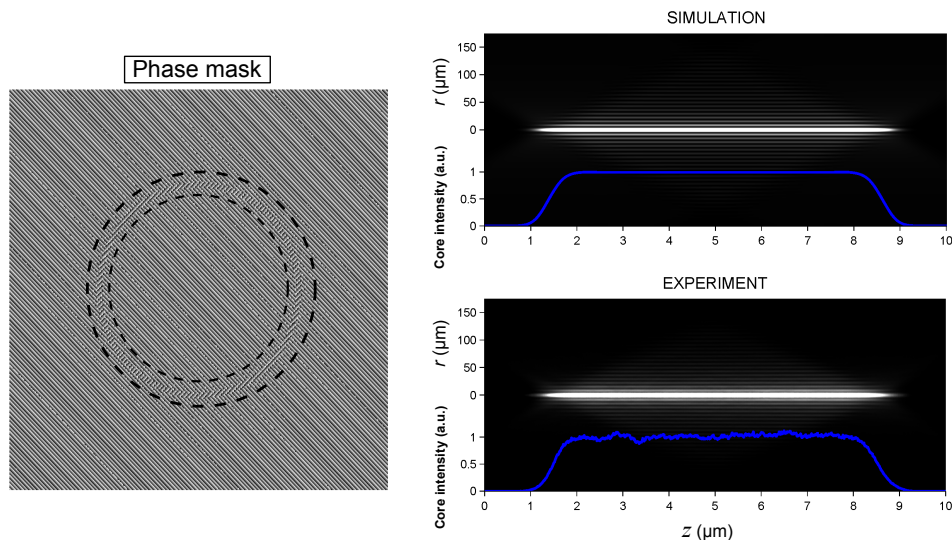 Phase mask
SIMULATION
r (µm)
150
100
50
0
Core intensity (a.u.)
1
0.5
0
0 1 2 3 4 5 6 7 8 9 10
EXPERIMENT
r (µm)
150
100
50
0
Core intensity (a.u.)
1
0.5
0
0 1 2 3 4 5 6 7 8 9 10
z (µm)